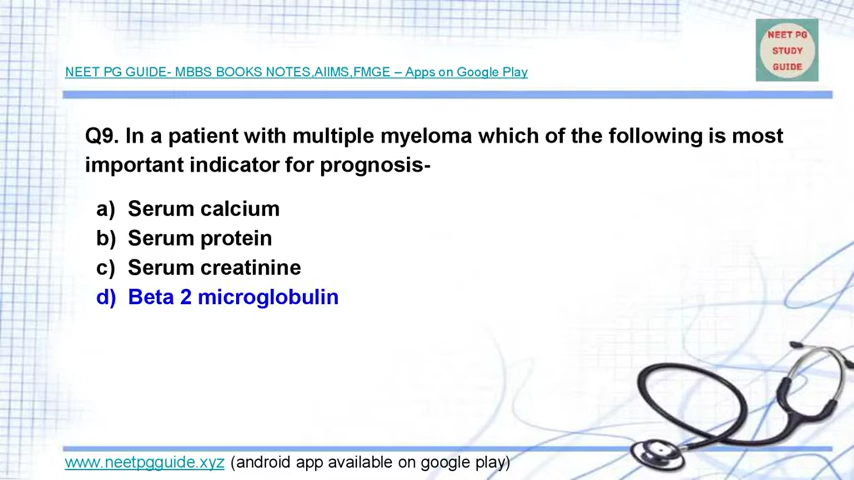 NEET PG
STUDY
GUIDE
NEET PG GUIDE- MBBS BOOKS NOTES,AIIMS,FMGE – Apps on Google Play
Q9. In a patient with multiple myeloma which of the following is most
important indicator for prognosis-
a) Serum calcium
b) Serum protein
c) Serum creatinine
d) Beta 2 microglobulin
www.neetpgguide.xyz (android app available on google play)